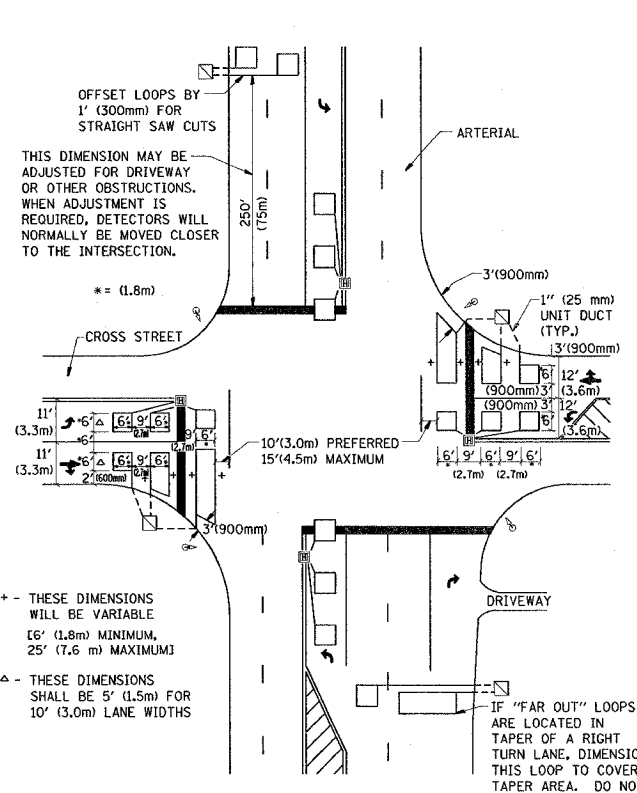 OFFSET LOOPS BY
1' (300mm) FOR
STRAIGHT SAW CUTS
THIS DIMENSION MAY BE
ADJUSTED FOR DRIVEWAY
OR OTHER OBSTRUCTIONS.
WHEN ADJUSTMENT IS
REQUIRED, DETECTORS WILL
NORMALLY BE MOVED CLOSER
TO THE INTERSECTION.
250'
(75m)
ARTERIAL
* = (1.8m)
3'(900mm)
1" (25 mm)
UNIT DUCT
(TYP.)
CROSS STREET
3'(900mm)
6'
12'
(3.6m)
(900mm)3'
(900mm)3'
6'
12'
(3.6m)
H
H
H
H
11'
(3.3m)
*6'
△
6'
9'
6'
(2.7m)
*6'
9'
6'
(2.7m)
*
11'
(3.3m)
*6'
△
6'
9'
6'
(2.7m)
2'
(600mm)
10'(3.0m) PREFERRED
15'(4.5m) MAXIMUM
6' 9' 6' 9'
* (2.7m) * (2.7m)
3'(900mm)
+ - THESE DIMENSIONS
WILL BE VARIABLE
[6' (1.8m) MINIMUM,
25' (7.6 m) MAXIMUM]
△ - THESE DIMENSIONS
SHALL BE 5' (1.5m) FOR
10' (3.0m) LANE WIDTHS
DRIVEWAY
IF "FAR OUT" LOOPS
ARE LOCATED IN
TAPER OF A RIGHT
TURN LANE, DIMENSIO
THIS LOOP TO COVER
TAPER AREA. DO NO